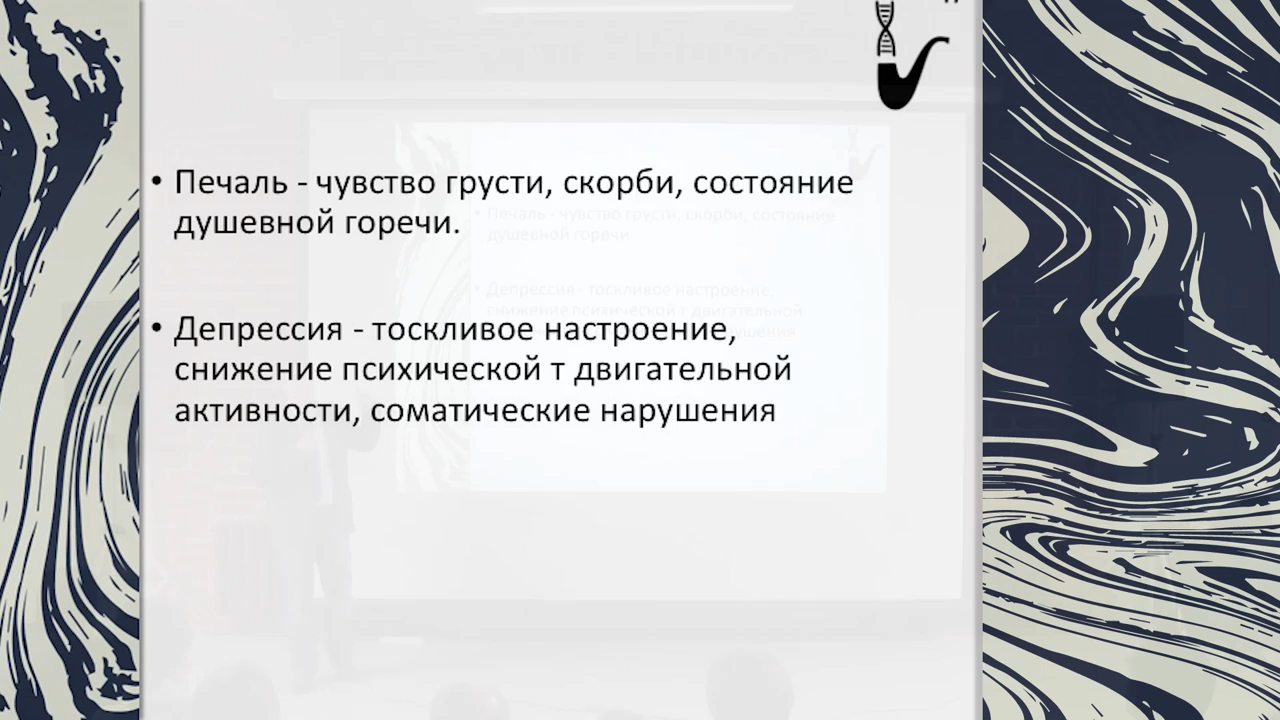 • Печаль - чувство грусти, скорби, состояние
душевной горечи.
• Депрессия - тоскливое настроение,
снижение психической т двигательной
активности, соматические нарушения